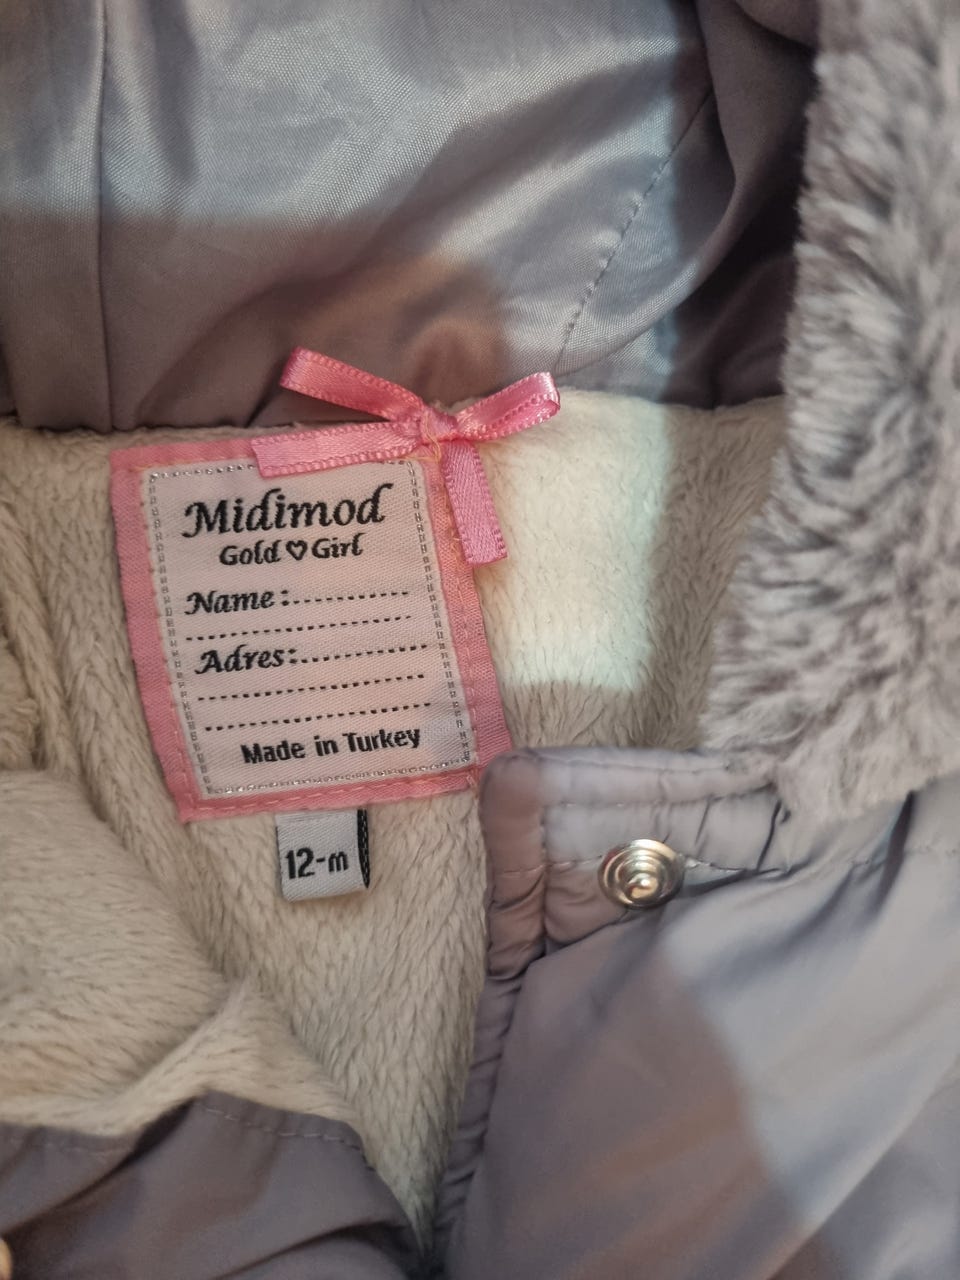 Midimod
Gold ♡ Girl
Name :...............
..............................
Adres:................
..............................
..............................
Made in Turkey
12-m